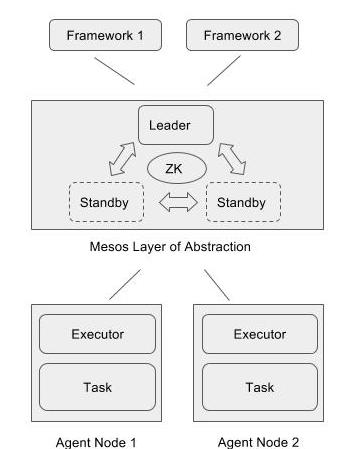 Framework 1
Framework 2
Leader
ZK
Standby
Standby
Mesos Layer of Abstraction
Executor
Executor
Task
Task
Agent Node 1
Agent Node 2